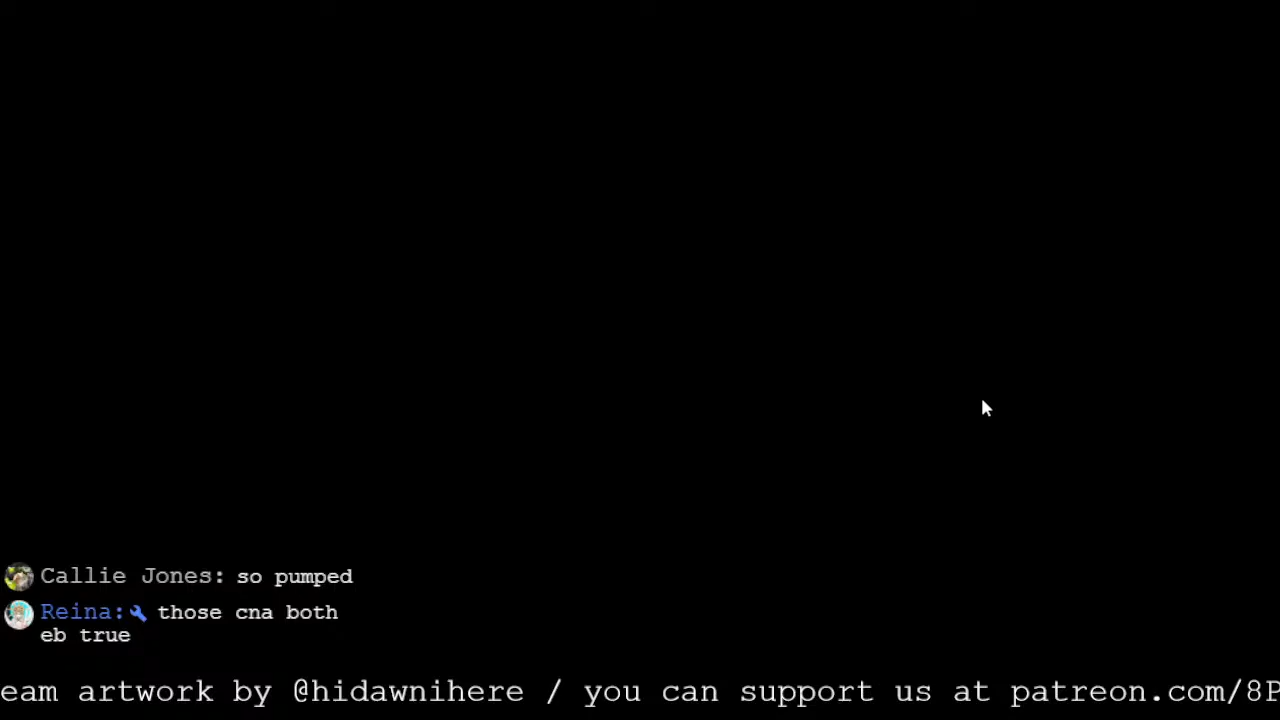 Callie Jones: so pumped
Reina: those cna both
eb true
eam artwork by @hidawnihere / you can support us at patreon.com/8P